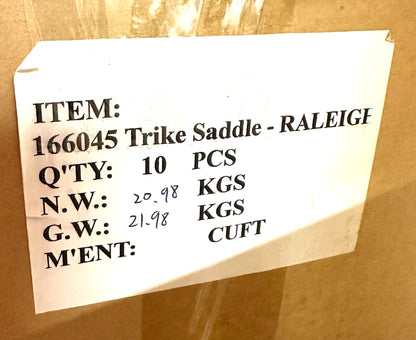 ITEM:
166045 Trike Saddle - RALEIGH
Q'TY: 10 PCS
N.W.: 20.98 KGS
G.W.: 21.98 KGS
M'ENT: CUFT